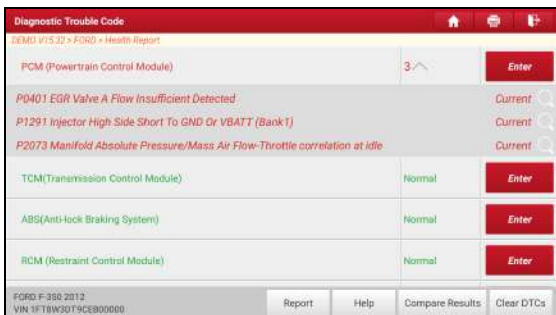 Diagnostic Trouble Code
DEMO V15.32 > FORD > Health Report
PCM (Powertrain Control Module) 3 Enter
P0401 EGR Valve A Flow Insufficient Detected Current
P1291 Injector High Side Short To GND Or VBATT (Bank1) Current
P2073 Manifold Absolute Pressure/Mass Air Flow-Throttle correlation at idle Current
TCM(Transmission Control Module) Normal Enter
ABS(Anti-lock Braking System) Normal Enter
RCM (Restraint Control Module) Normal Enter
FORD F-350 2012
VIN 1FT8W3DT9CEB00000
Report Help Compare Results Clear DTCs